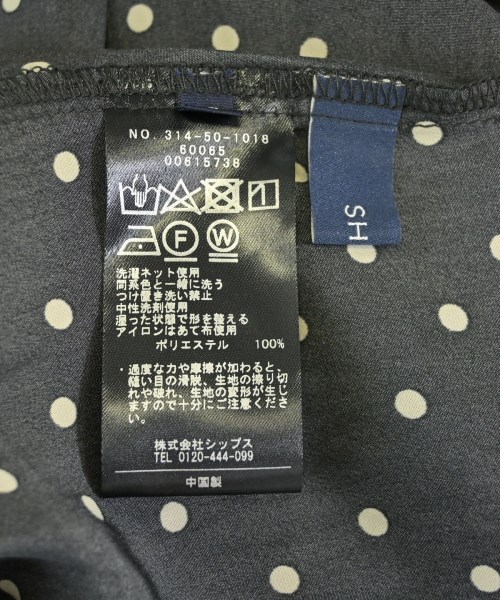 NO. 314-50-1018
60065
00615738
F
W
洗濯ネット使用
同系色と一緒に洗う
つけ置き洗い禁止
中性洗剤使用
湿った状態で形を整える
アイロンはあて布使用
ポリエステル 100%
・過度な力や摩擦が加わると、
縫い目の滑脱、生地の擦り切
れや破れ、生地の変形が生じ
ますので十分にご注意くださ
い。
株式会社シップス
TEL 0120-444-099
中国製
SH